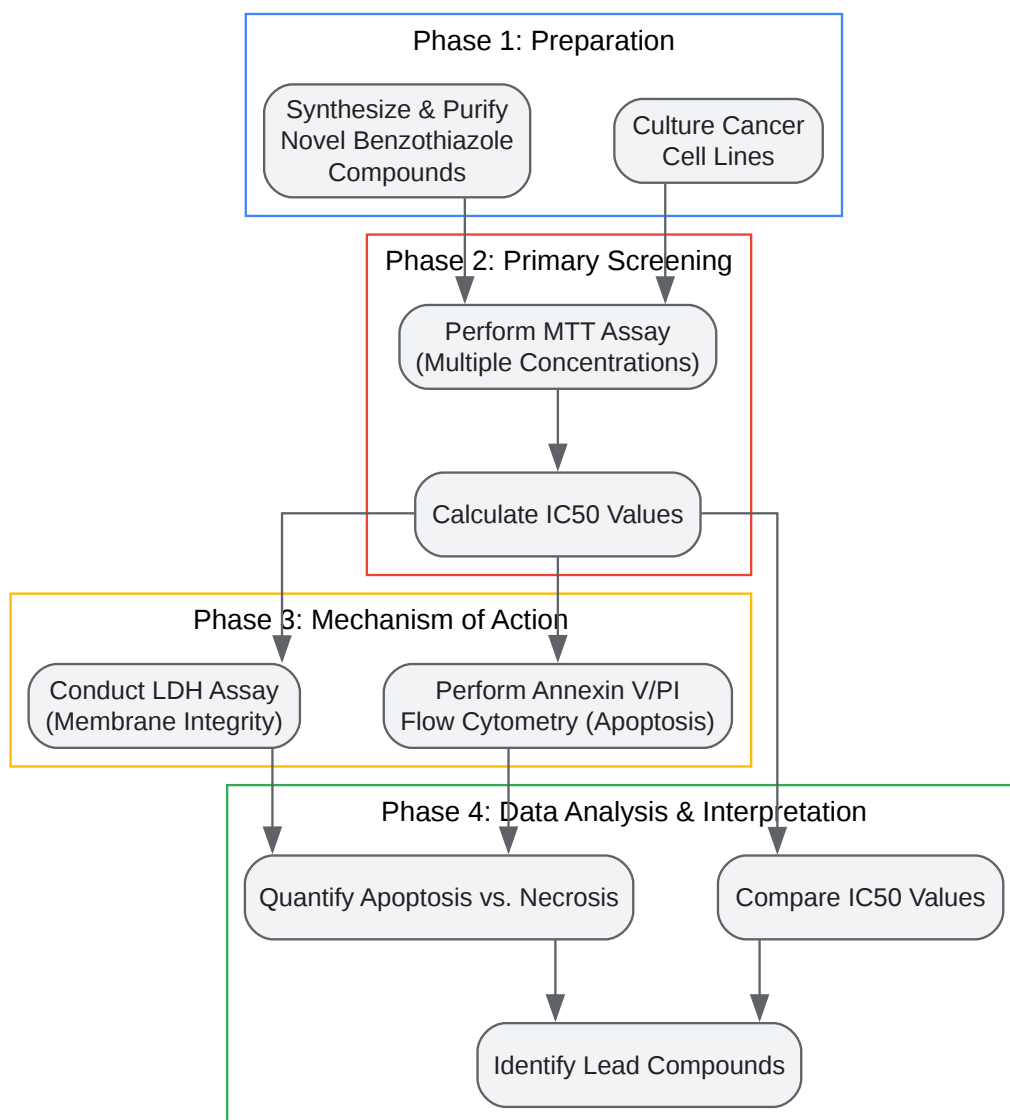 Phase 1: Preparation
Synthesize & Purify
Novel Benzothiazole
Compounds
Culture Cancer
Cell Lines
Phase 2: Primary Screening
Perform MTT Assay
(Multiple Concentrations)
Calculate IC50 Values
Phase 3: Mechanism of Action
Conduct LDH Assay
(Membrane Integrity)
Perform Annexin V/PI
Flow Cytometry (Apoptosis)
Phase 4: Data Analysis & Interpretation
Quantify Apoptosis vs. Necrosis
Compare IC50 Values
Identify Lead Compounds